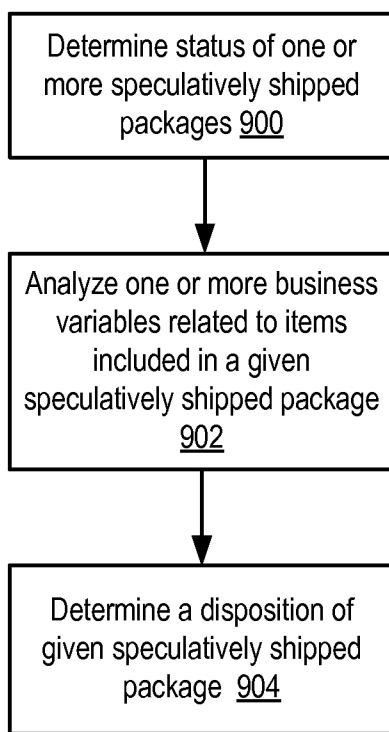 Determine status of one or
more speculatively shipped
packages 900
Analyze one or more business
variables related to items
included in a given
speculatively shipped package
902
Determine a disposition of
given speculatively shipped
package 904